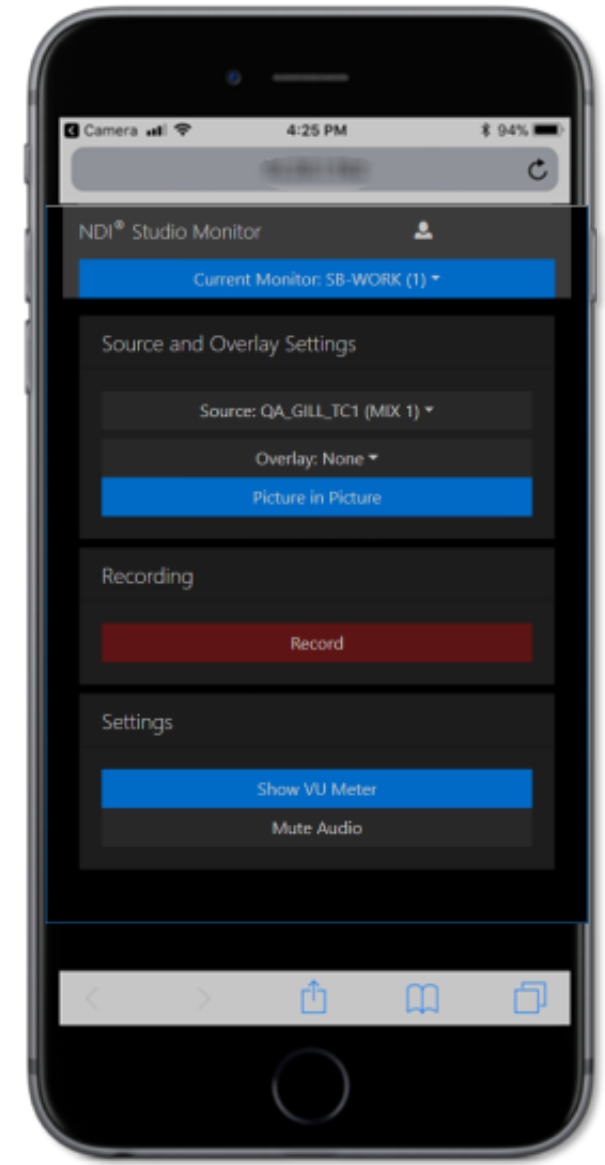 Camera 4:25 PM 94%
NDI® Studio Monitor
Current Monitor: SB-WORK (1)
Source and Overlay Settings
Source: QA_GILL_TC1 (MIX 1)
Overlay: None
Picture in Picture
Recording
Record
Settings
Show VU Meter
Mute Audio